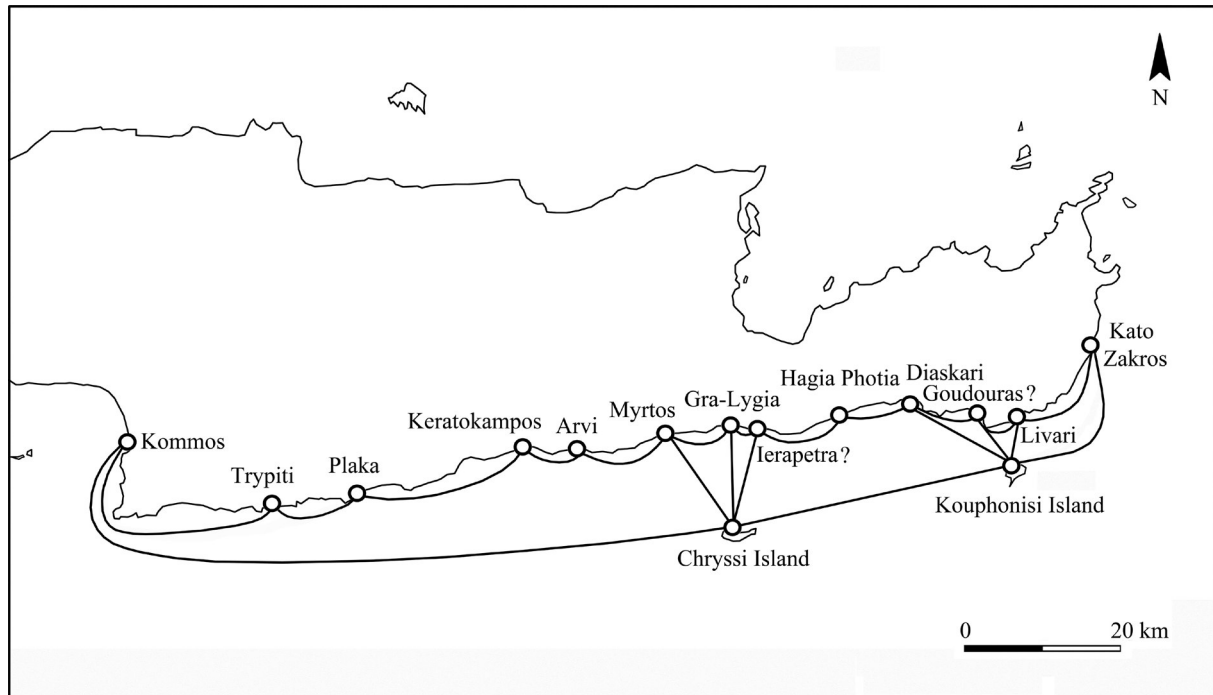 N
Kato
Zakros
Hagia Photia
Diaskari
Goudouras?
Gra-Lygia
Myrtos
Keratokampos
Arvi
Livari
Ierapetra?
Kommos
Trypiti
Plaka
Kouphonisi Island
Chryssi Island
0 20 km